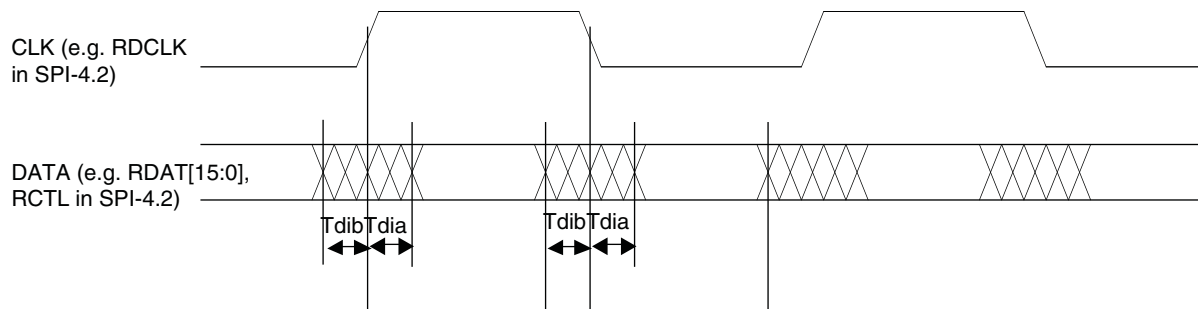 CLK (e.g. RDCLK
in SPI-4.2)
DATA (e.g. RDAT[15:0],
RCTL in SPI-4.2)
Tdib Tdia
Tdib Tdia